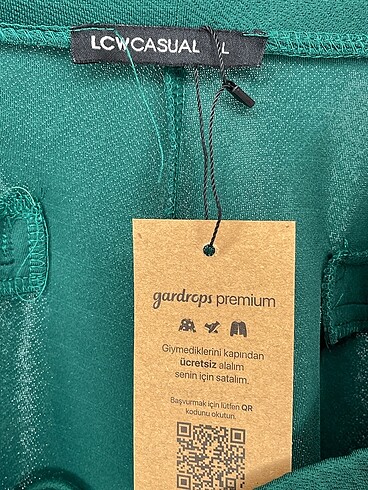 LCWCASUAL L
gardrops premium
Giymediklerini kapından
ücretsiz alalım
senin için satalım.
Başvurmak için lütfen QR
kodunu okutun.